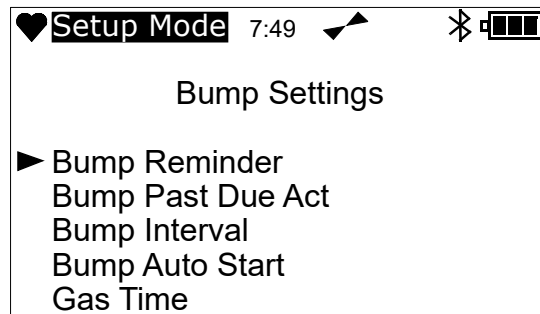 Setup Mode 7:49
Bump Settings
Bump Reminder
Bump Past Due Act
Bump Interval
Bump Auto Start
Gas Time